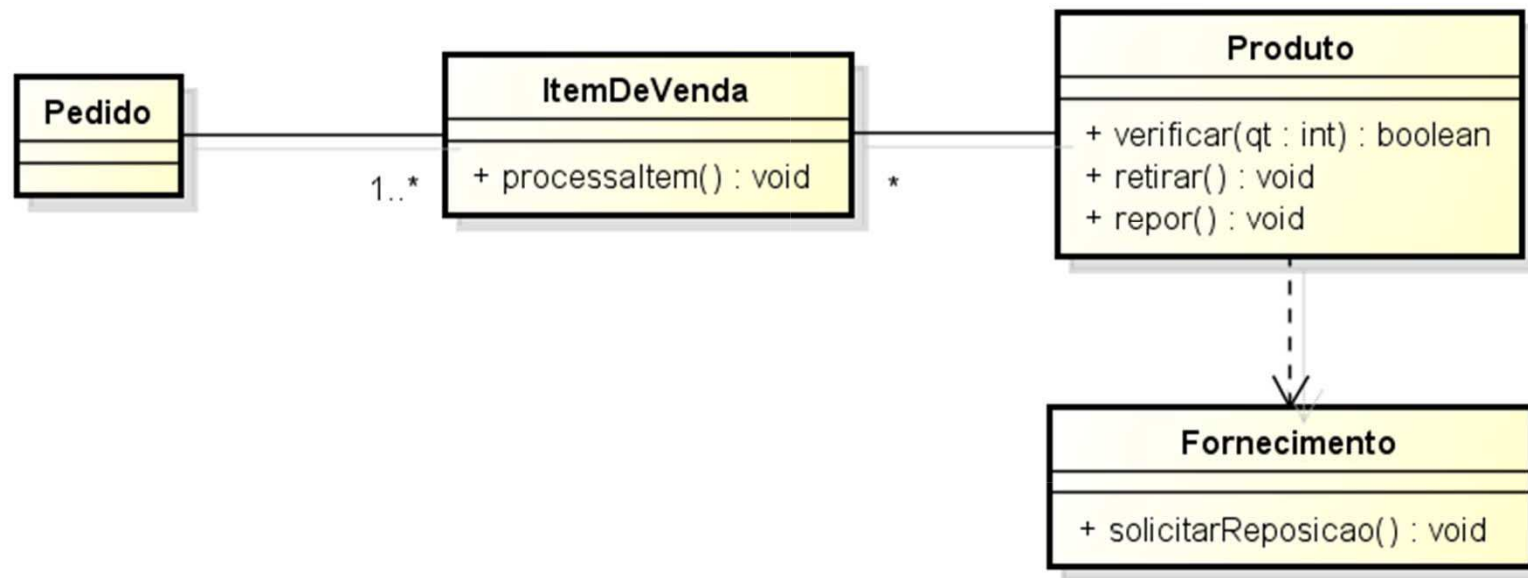 Pedido
1..*
ItemDeVenda
+ processaItem() : void
*
Produto
+ verificar(qt : int) : boolean
+ retirar() : void
+ repor() : void
Fornecimento
+ solicitarReposicao() : void